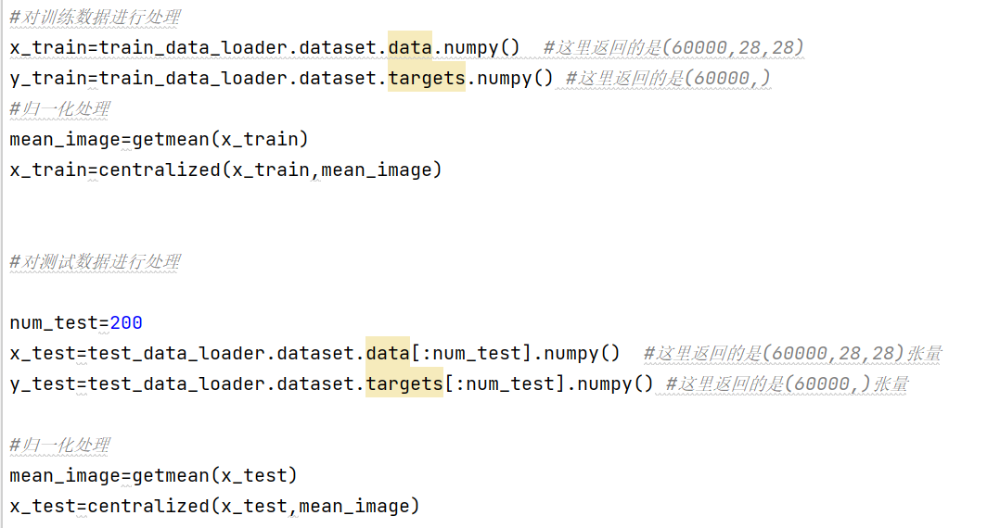 #对训练数据进行处理
x_train=train_data_loader.dataset.data.numpy()  #这里返回的是(60000,28,28)
y_train=train_data_loader.dataset.targets.numpy() #这里返回的是(60000,)
#归一化处理
mean_image=getmean(x_train)
x_train=centralized(x_train,mean_image)
#对测试数据进行处理
num_test=200
x_test=test_data_loader.dataset.data[:num_test].numpy()  #这里返回的是(60000,28,28)张量
y_test=test_data_loader.dataset.targets[:num_test].numpy() #这里返回的是(60000,)张量
#归一化处理
mean_image=getmean(x_test)
x_test=centralized(x_test,mean_image)